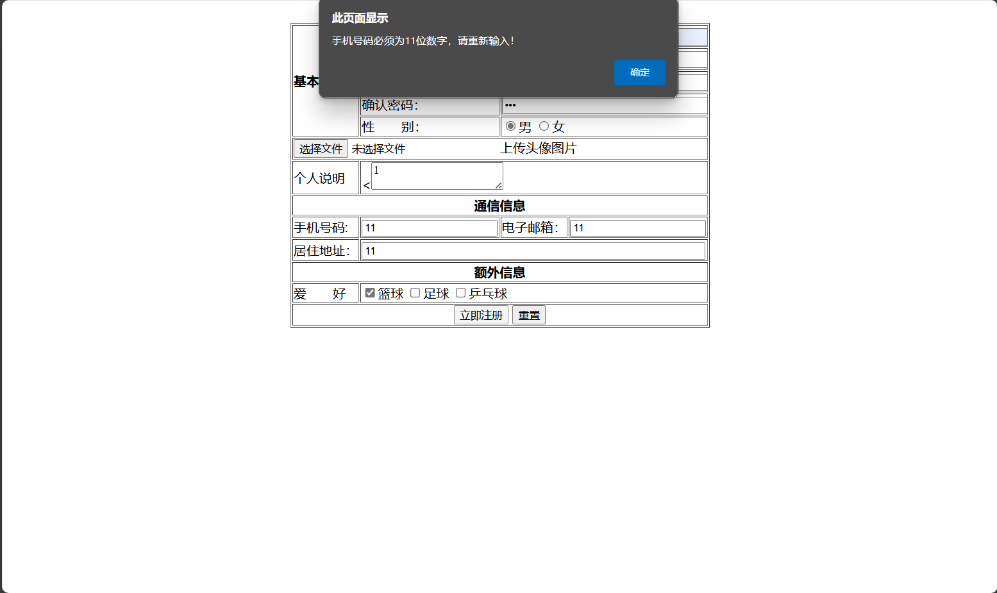 此页面显示
手机号码必须为11位数字，请重新输入！
确定
基本
确认密码： •••
性 别： 男 女
选择文件 未选择文件 上传头像图片
个人说明 < 1
通信信息
手机号码： 11 电子邮箱： 11
居住地址： 11
额外信息
爱 好 篮球 足球 乒乓球
立即注册 重置